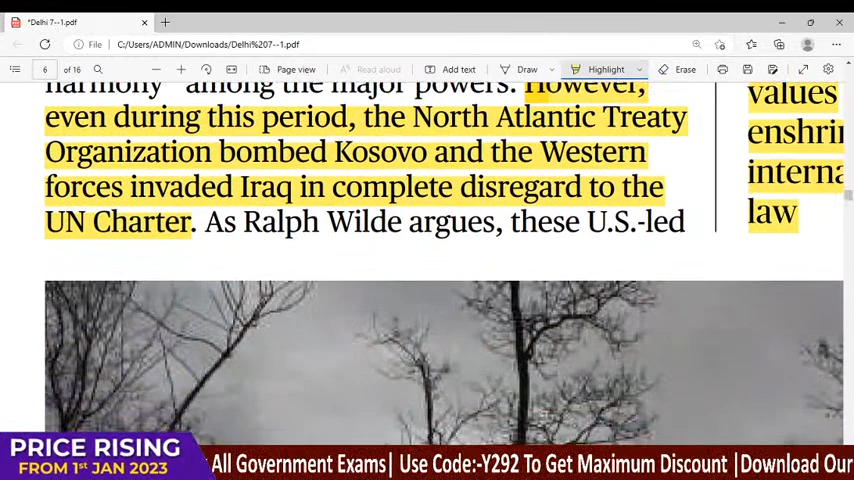 *Delhi 7--1.pdf
File C:/Users/ADMIN/Downloads/Delhi%207--1.pdf
6 of 16 Page view Read aloud Add text Draw Highlight Erase
harmony" among the major powers. However,
even during this period, the North Atlantic Treaty
Organization bombed Kosovo and the Western
forces invaded Iraq in complete disregard to the
UN Charter. As Ralph Wilde argues, these U.S.-led
values
enshri
interna
law
PRICE RISING
FROM 1st JAN 2023
All Government Exams| Use Code:-Y292 To Get Maximum Discount |Download Our